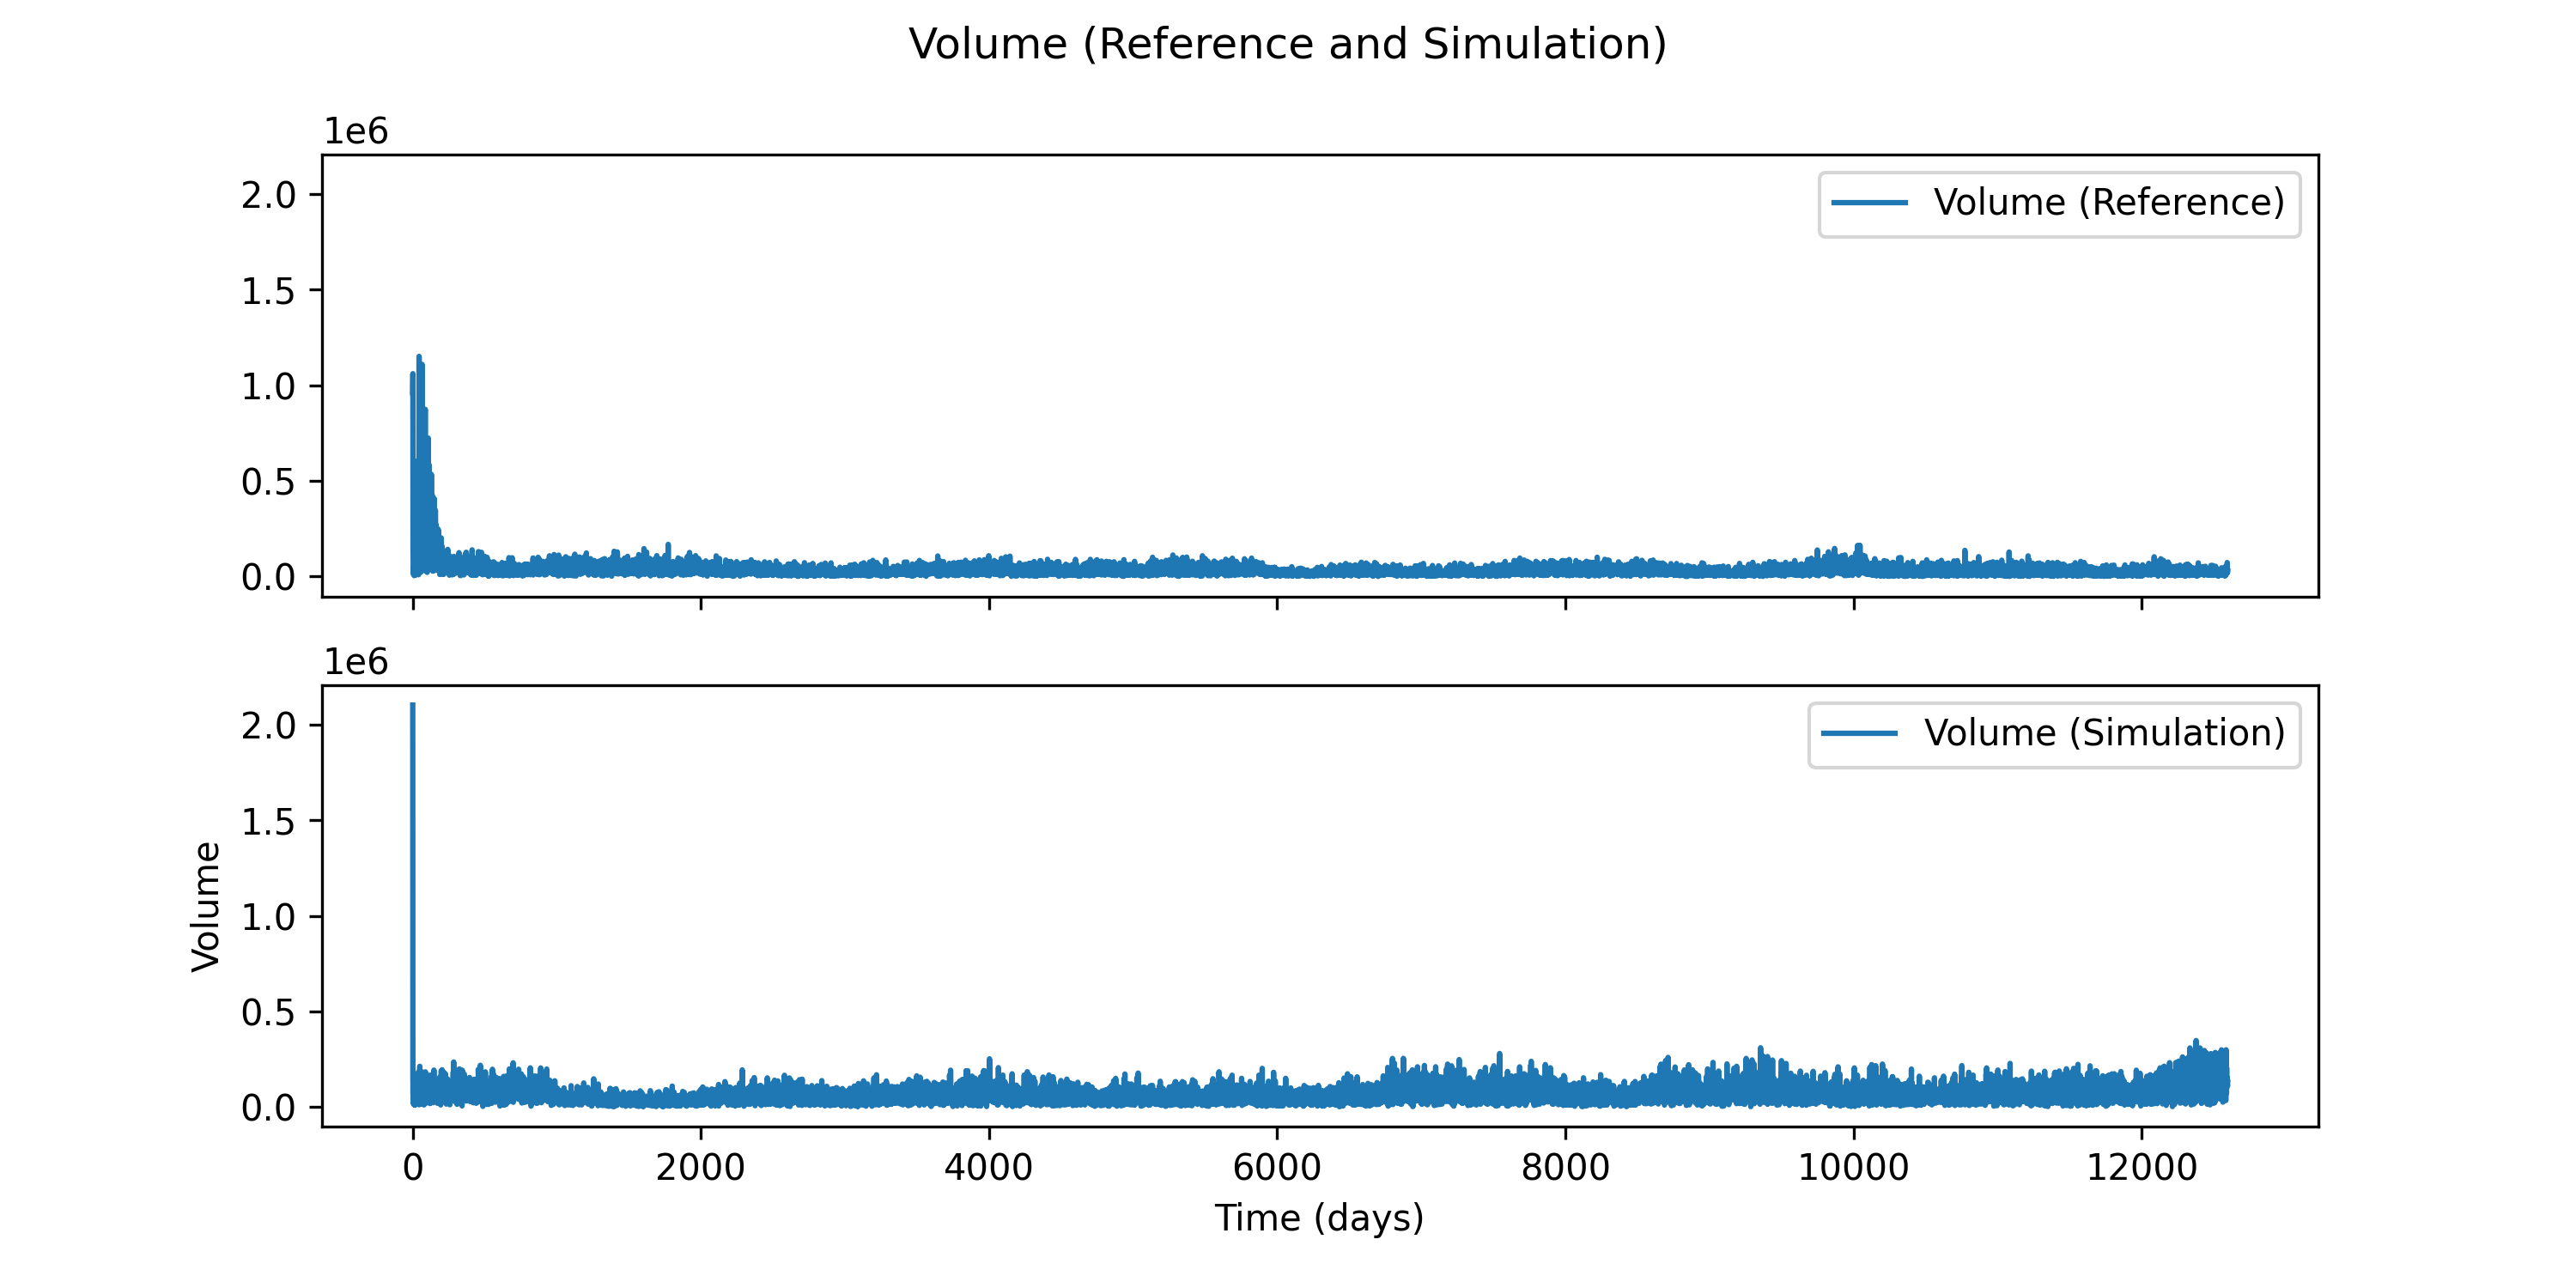 Volume (Reference and Simulation)
1e6
2.0
1.5
1.0
0.5
0.0
Volume (Reference)
1e6
2.0
1.5
1.0
0.5
0.0
Volume
Volume (Simulation)
0 2000 4000 6000 8000 10000 12000
Time (days)